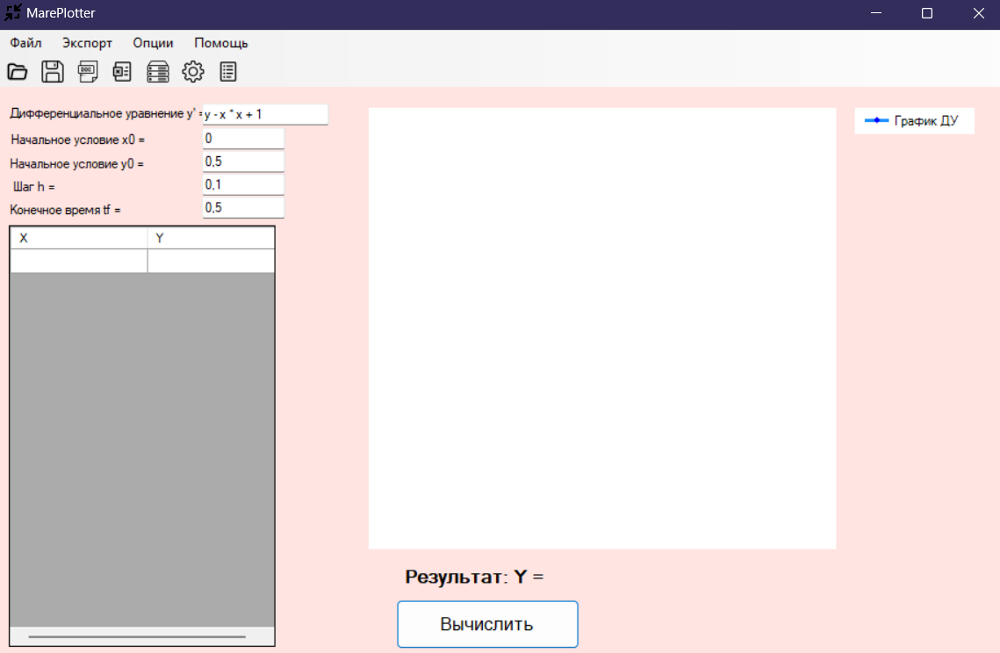 MarePlotter
Файл Экспорт Опции Помощь
DOC
Дифференциальное уравнение y' = y - x * x + 1
Начальное условие x0 = 0
Начальное условие y0 = 0,5
Шаг h = 0,1
Конечное время tf = 0,5
X Y
График ДУ
Результат: Y =
Вычислить